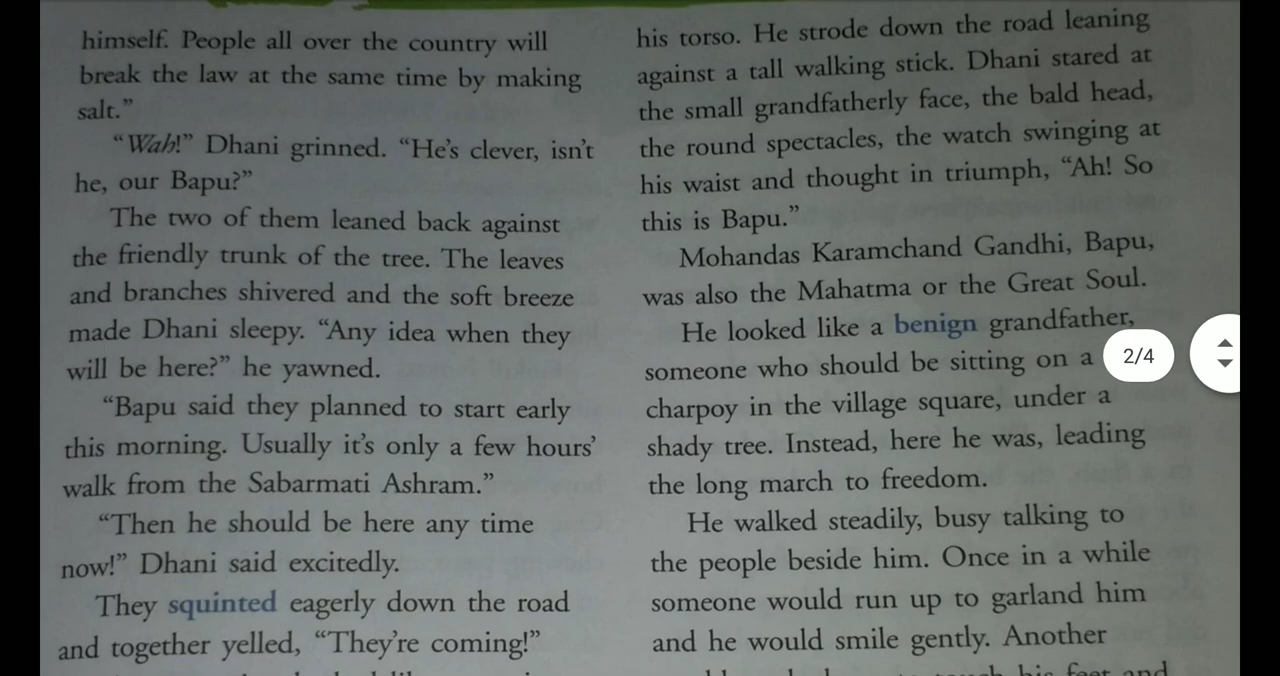 himself. People all over the country will
break the law at the same time by making
salt.”
“Wah!” Dhani grinned. “He’s clever, isn’t
he, our Bapu?”
The two of them leaned back against
the friendly trunk of the tree. The leaves
and branches shivered and the soft breeze
made Dhani sleepy. “Any idea when they
will be here?” he yawned.
“Bapu said they planned to start early
this morning. Usually it’s only a few hours’
walk from the Sabarmati Ashram.”
“Then he should be here any time
now!” Dhani said excitedly.
They squinted eagerly down the road
and together yelled, “They’re coming!”
his torso. He strode down the road leaning
against a tall walking stick. Dhani stared at
the small grandfatherly face, the bald head,
the round spectacles, the watch swinging at
his waist and thought in triumph, “Ah! So
this is Bapu.”
Mohandas Karamchand Gandhi, Bapu,
was also the Mahatma or the Great Soul.
He looked like a benign grandfather,
someone who should be sitting on a
charpoy in the village square, under a
shady tree. Instead, here he was, leading
the long march to freedom.
He walked steadily, busy talking to
the people beside him. Once in a while
someone would run up to garland him
and he would smile gently. Another
his feet and
2/4